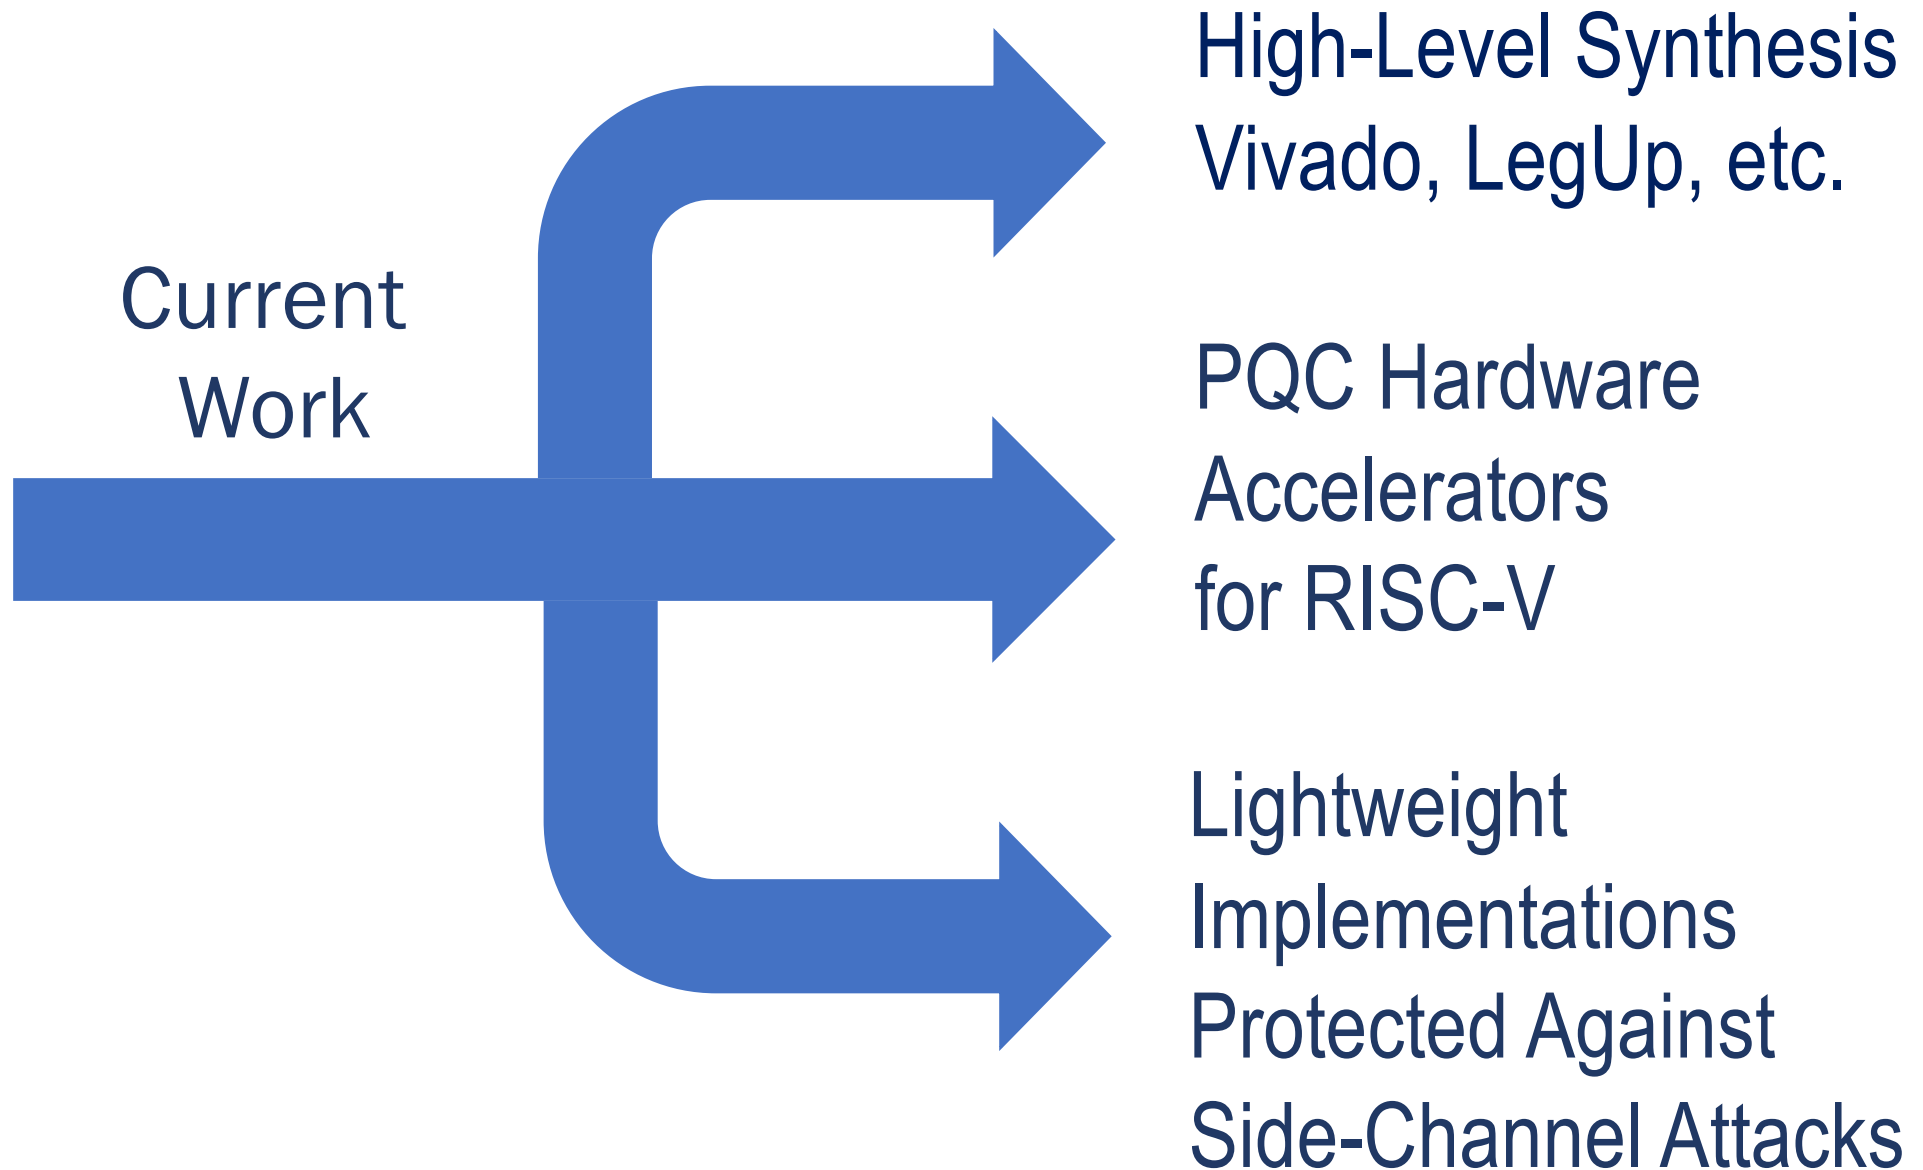 Current
Work
High-Level Synthesis
Vivado, LegUp, etc.
PQC Hardware
Accelerators
for RISC-V
Lightweight
Implementations
Protected Against
Side-Channel Attacks